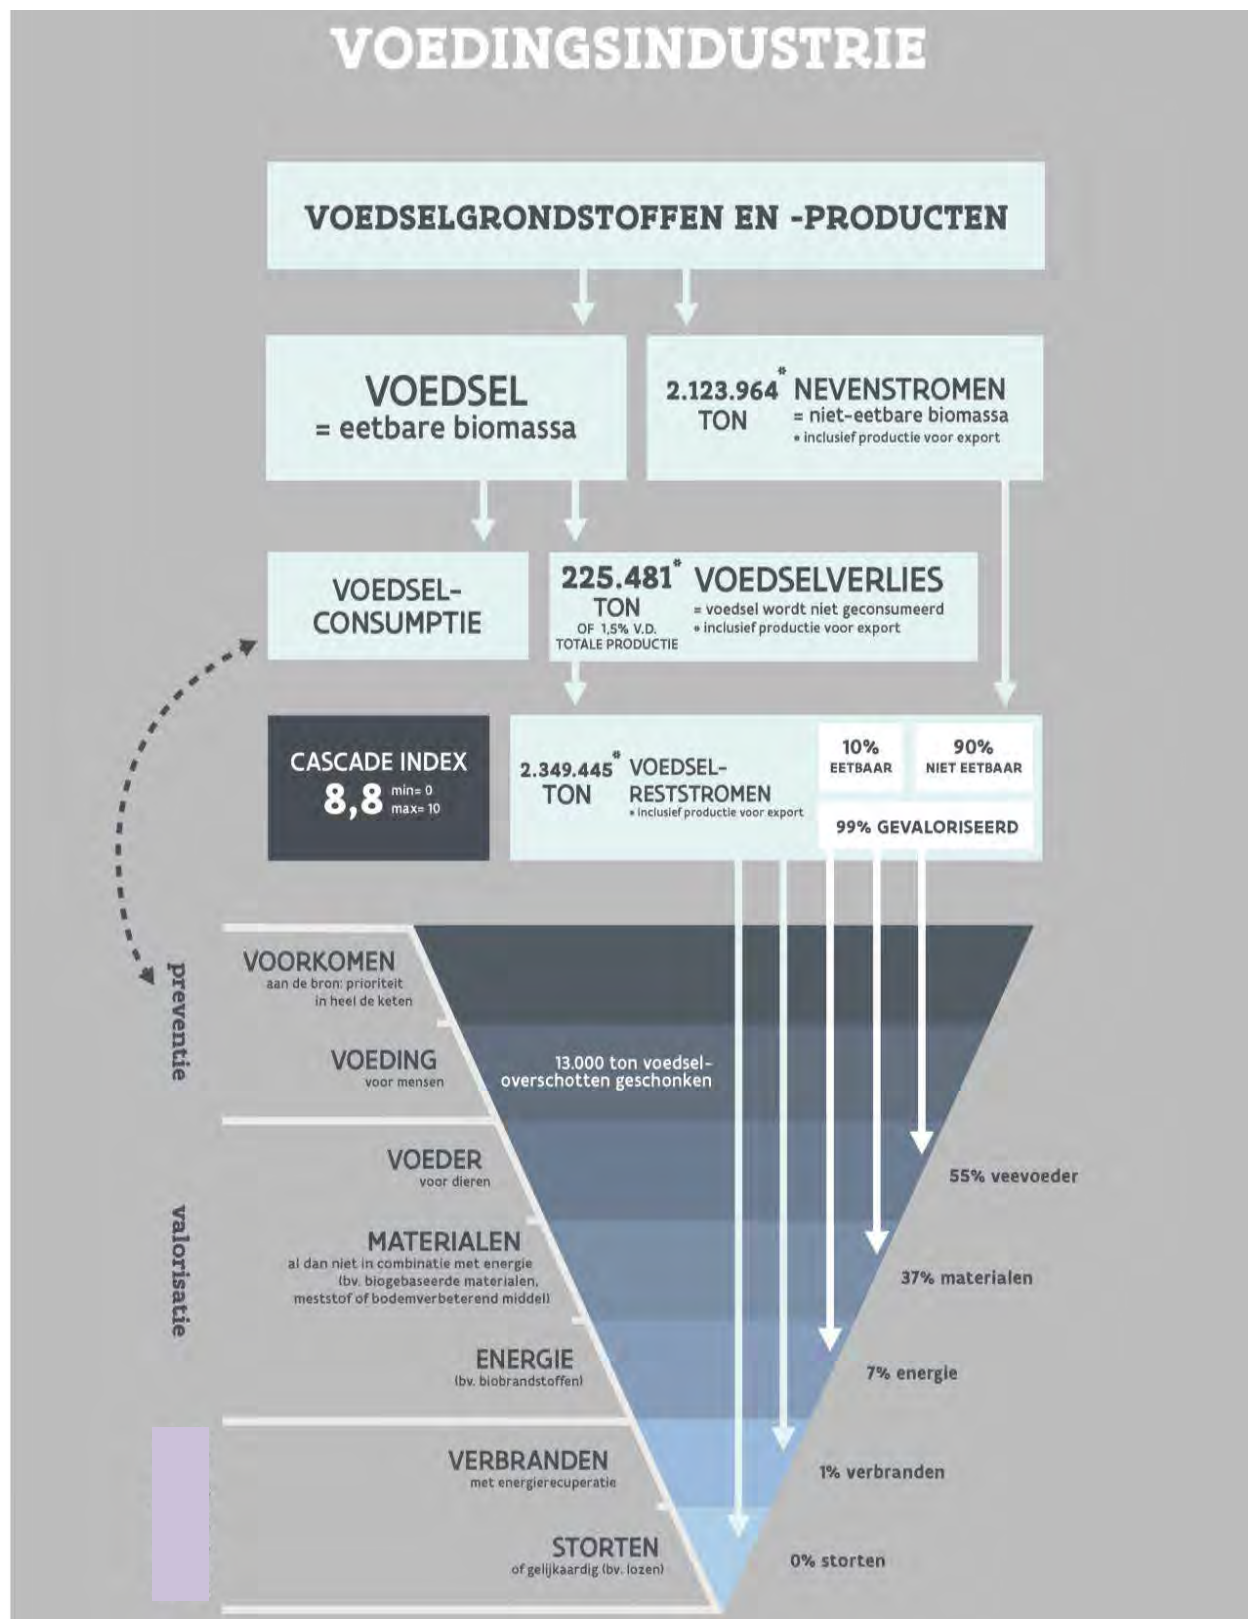 VOEDINGSINDUSTRIE
VOEDSELGRONDSTOFFEN EN -PRODUCTEN
VOEDSEL
= eetbare biomassa
2.123.964*
TON
NEVENSTROMEN
= niet-eetbare biomassa
* inclusief productie voor export
VOEDSEL-
CONSUMPTIE
225.481*
TON
OF 1,5% V.D.
TOTALE PRODUCTIE
VOEDSELVERLIES
= voedsel wordt niet geconsumeerd
* inclusief productie voor export
CASCADE INDEX
8,8
min= 0
max= 10
2.349.445*
TON
VOEDSEL-
RESTSTROMEN
* inclusief productie voor export
10%
EETBAAR
90%
NIET EETBAAR
99% GEVALORISEERD
preventie
VOORKOMEN
aan de bron: prioriteit
in heel de keten
VOEDING
voor mensen
13.000 ton voedsel-
overschotten geschonken
valorisatie
VOEDER
voor dieren
55% veevoeder
MATERIALEN
al dan niet in combinatie met energie
(bv. biogebaseerde materialen,
meststof of bodemverbeterend middel)
37% materialen
ENERGIE
(bv. biobrandstoffen)
7% energie
VERBRANDEN
met energierecuperatie
1% verbranden
STORTEN
of gelijkaardig (bv. lozen)
0% storten